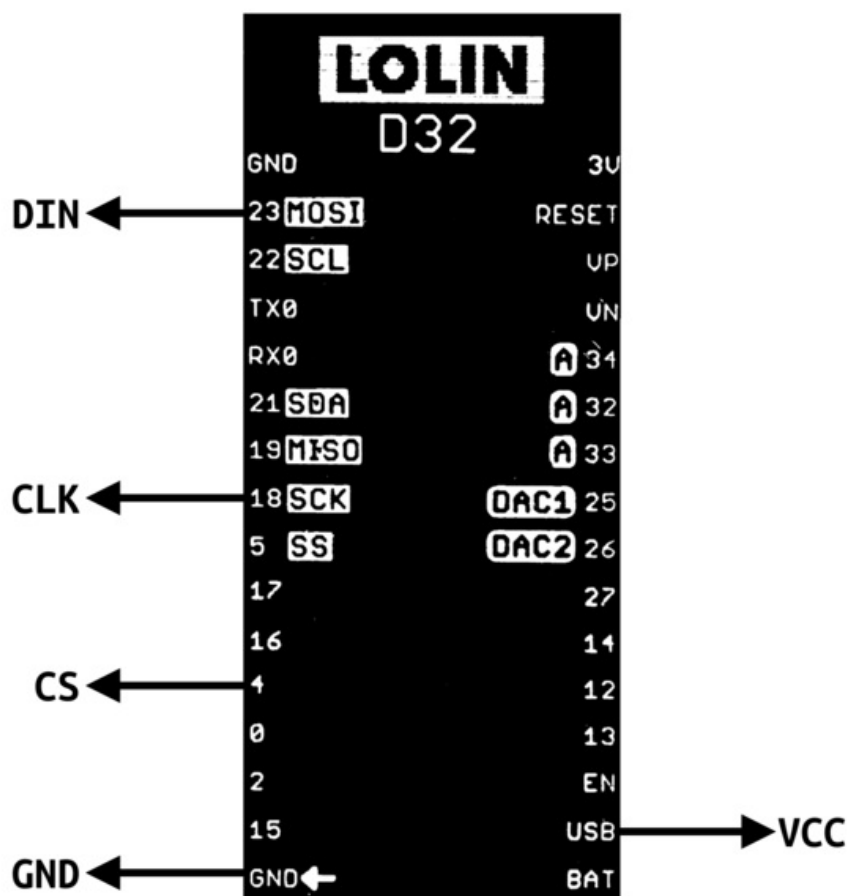 LOLIN
D32
GND 3V
DIN 23 MOSI RESET
22 SCL VP
TX0 VN
RX0 A 34
21 SDA A 32
19 MISO A 33
CLK 18 SCK DAC1 25
5 SS DAC2 26
17 27
16 14
CS 4 12
0 13
2 EN
15 USB VCC
GND GND BAT